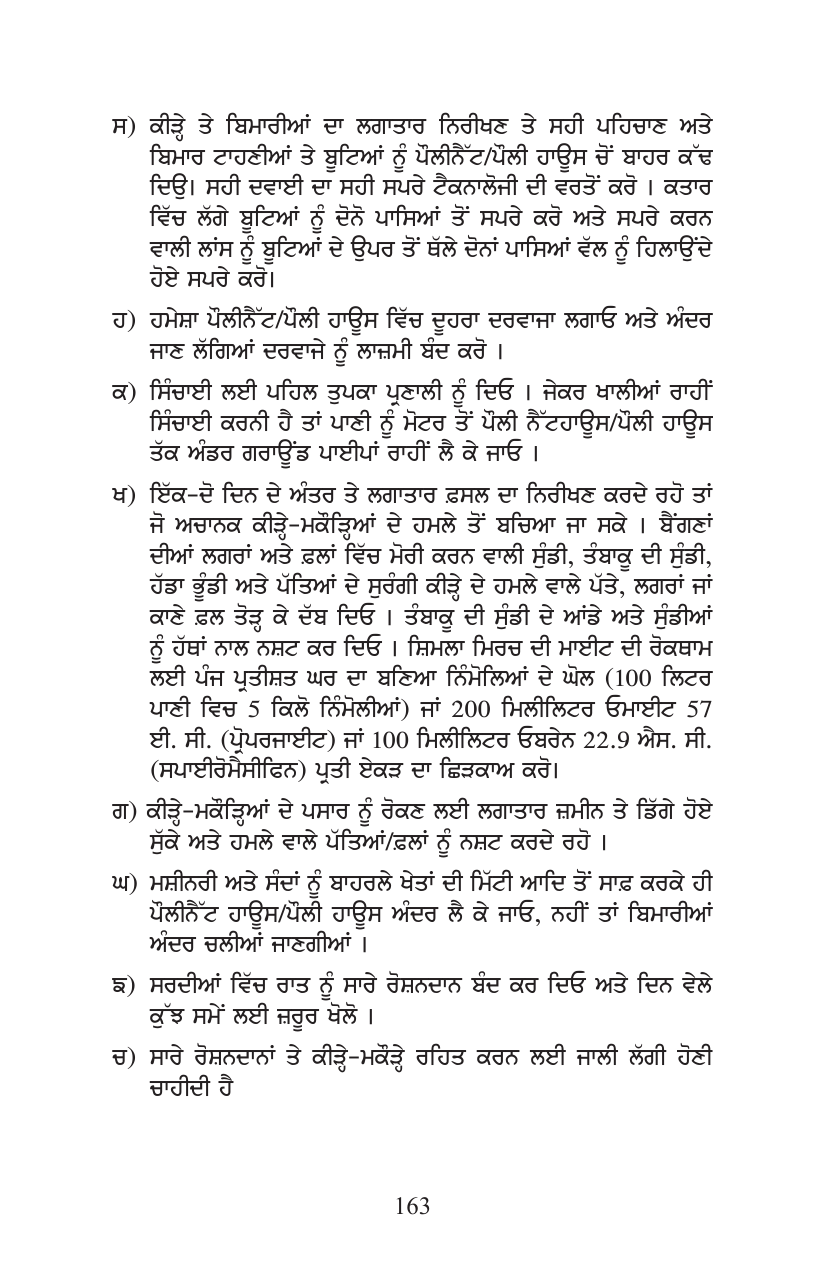 ਸ) ਕੀੜੇ ਤੇ ਬਿਮਾਰੀਆਂ ਦਾ ਲਗਾਤਾਰ ਨਿਰੀਖਣ ਤੇ ਸਹੀ ਪਹਿਚਾਣ ਅਤੇ
ਬਿਮਾਰ ਟਾਹਣੀਆਂ ਤੇ ਬੂਟਿਆਂ ਨੂੰ ਪੌਲੀਨੈੱਟ/ਪੌਲੀ ਹਾਊਸ ਚੋਂ ਬਾਹਰ ਕੱਢ
ਦਿਉ। ਸਹੀ ਦਵਾਈ ਦਾ ਸਹੀ ਸਪਰੇ ਟੈਕਨਾਲੋਜੀ ਦੀ ਵਰਤੋਂ ਕਰੋ । ਕਤਾਰ
ਵਿੱਚ ਲੱਗੇ ਬੂਟਿਆਂ ਨੂੰ ਦੋਨੋ ਪਾਸਿਆਂ ਤੋਂ ਸਪਰੇ ਕਰੋ ਅਤੇ ਸਪਰੇ ਕਰਨ
ਵਾਲੀ ਲਾਂਸ ਨੂੰ ਬੂਟਿਆਂ ਦੇ ਉਪਰ ਤੋਂ ਥੱਲੇ ਦੋਨਾਂ ਪਾਸਿਆਂ ਵੱਲ ਨੂੰ ਹਿਲਾਉਂਦੇ
ਹੋਏ ਸਪਰੇ ਕਰੋ।
ਹ) ਹਮੇਸ਼ਾ ਪੌਲੀਨੈੱਟ/ਪੌਲੀ ਹਾਊਸ ਵਿੱਚ ਦੂਹਰਾ ਦਰਵਾਜਾ ਲਗਾਓ ਅਤੇ ਅੰਦਰ
ਜਾਣ ਲੱਗਿਆਂ ਦਰਵਾਜੇ ਨੂੰ ਲਾਜ਼ਮੀ ਬੰਦ ਕਰੋ ।
ਕ) ਸਿੰਚਾਈ ਲਈ ਪਹਿਲ ਤੁਪਕਾ ਪ੍ਰਣਾਲੀ ਨੂੰ ਦਿਓ । ਜੇਕਰ ਖਾਲੀਆਂ ਰਾਹੀਂ
ਸਿੰਚਾਈ ਕਰਨੀ ਹੈ ਤਾਂ ਪਾਣੀ ਨੂੰ ਮੋਟਰ ਤੋਂ ਪੌਲੀ ਨੈੱਟਹਾਊਸ/ਪੌਲੀ ਹਾਊਸ
ਤੱਕ ਅੰਡਰ ਗਰਾਊਂਡ ਪਾਈਪਾਂ ਰਾਹੀਂ ਲੈ ਕੇ ਜਾਓ ।
ਖ) ਇੱਕ-ਦੋ ਦਿਨ ਦੇ ਅੰਤਰ ਤੇ ਲਗਾਤਾਰ ਫ਼ਸਲ ਦਾ ਨਿਰੀਖਣ ਕਰਦੇ ਰਹੋ ਤਾਂ
ਜੋ ਅਚਾਨਕ ਕੀੜੇ੍-ਮਕੌੜਿਆਂ ਦੇ ਹਮਲੇ ਤੋਂ ਬਚਿਆ ਜਾ ਸਕੇ । ਬੈਂਗਣਾਂ
ਦੀਆਂ ਲਗਰਾਂ ਅਤੇ ਫ਼ਲਾਂ ਵਿੱਚ ਮੋਰੀ ਕਰਨ ਵਾਲੀ ਸੁੰਡੀ, ਤੰਬਾਕੂ ਦੀ ਸੁੰਡੀ,
ਹੱਡਾ ਭੂੰਡੀ ਅਤੇ ਪੱਤਿਆਂ ਦੇ ਸੁਰੰਗੀ ਕੀੜ੍ਹੇ ਦੇ ਹਮਲੇ ਵਾਲੇ ਪੱਤੇ, ਲਗਰਾਂ ਜਾਂ
ਕਾਣੇ ਫ਼ਲ ਤੋੜ ਕੇ ਦੱਬ ਦਿਓ । ਤੰਬਾਕੂ ਦੀ ਸੁੰਡੀ ਦੇ ਆਂਡੇ ਅਤੇ ਸੁੰਡੀਆਂ
ਨੂੰ ਹੱਥਾਂ ਨਾਲ ਨਸ਼ਟ ਕਰ ਦਿਓ । ਸ਼ਿਮਲਾ ਮਿਰਚ ਦੀ ਮਾਈਟ ਦੀ ਰੋਕਥਾਮ
ਲਈ ਪੰਜ ਪ੍ਰਤੀਸ਼ਤ ਘਰ ਦਾ ਬਣਿਆ ਨਿੰਮੋਲਿਆਂ ਦੇ ਘੋਲ (100 ਲਿਟਰ
ਪਾਣੀ ਵਿਚ 5 ਕਿਲੋ ਨਿੰਮੋਲੀਆਂ) ਜਾਂ 200 ਮਿਲੀਲਿਟਰ ਓਮਾਈਟ 57
ਈ. ਸੀ. (ਪ੍ਰੋਪਰਜਾਈਟ) ਜਾਂ 100 ਮਿਲੀਲਿਟਰ ਓਬਰੇਨ 22.9 ਐਸ. ਸੀ.
(ਸਪਾਈਰੋਮੈਸੀਫਿਨ) ਪ੍ਰਤੀ ਏਕੜ ਦਾ ਛਿੜਕਾਅ ਕਰੋ।
ਗ) ਕੀੜ੍ਹੇ-ਮਕੌੜਿ੍ਆਂ ਦੇ ਪਸਾਰ ਨੂੰ ਰੋਕਣ ਲਈ ਲਗਾਤਾਰ ਜ਼ਮੀਨ ਤੇ ਡਿੱਗੇ ਹੋਏ
ਸੁੱਕੇ ਅਤੇ ਹਮਲੇ ਵਾਲੇ ਪੱਤਿਆਂ/ਫ਼ਲਾਂ ਨੂੰ ਨਸ਼ਟ ਕਰਦੇ ਰਹੋ ।
ਘ) ਮਸ਼ੀਨਰੀ ਅਤੇ ਸੰਦਾਂ ਨੂੰ ਬਾਹਰਲੇ ਖੇਤਾਂ ਦੀ ਮਿੱਟੀ ਆਦਿ ਤੋਂ ਸਾਫ਼ ਕਰਕੇ ਹੀ
ਪੌਲੀਨੈੱਟ ਹਾਊਸ/ਪੌਲੀ ਹਾਊਸ ਅੰਦਰ ਲੈ ਕੇ ਜਾਓ, ਨਹੀਂ ਤਾਂ ਬਿਮਾਰੀਆਂ
ਅੰਦਰ ਚਲੀਆਂ ਜਾਣਗੀਆਂ ।
ਙ) ਸਰਦੀਆਂ ਵਿੱਚ ਰਾਤ ਨੂੰ ਸਾਰੇ ਰੋਸ਼ਨਦਾਨ ਬੰਦ ਕਰ ਦਿਓ ਅਤੇ ਦਿਨ ਵੇਲੇ
ਕੁੱਝ ਸਮੇਂ ਲਈ ਜ਼ਰੂਰ ਖੋਲੋ ।
ਚ) ਸਾਰੇ ਰੋਸ਼ਨਦਾਨਾਂ ਤੇ ਕੀੜ੍ਹੇ-ਮਕੌੜ੍ਹੇ ਰਹਿਤ ਕਰਨ ਲਈ ਜਾਲੀ ਲੱਗੀ ਹੋਣੀ
ਚਾਹੀਦੀ ਹੈ
163